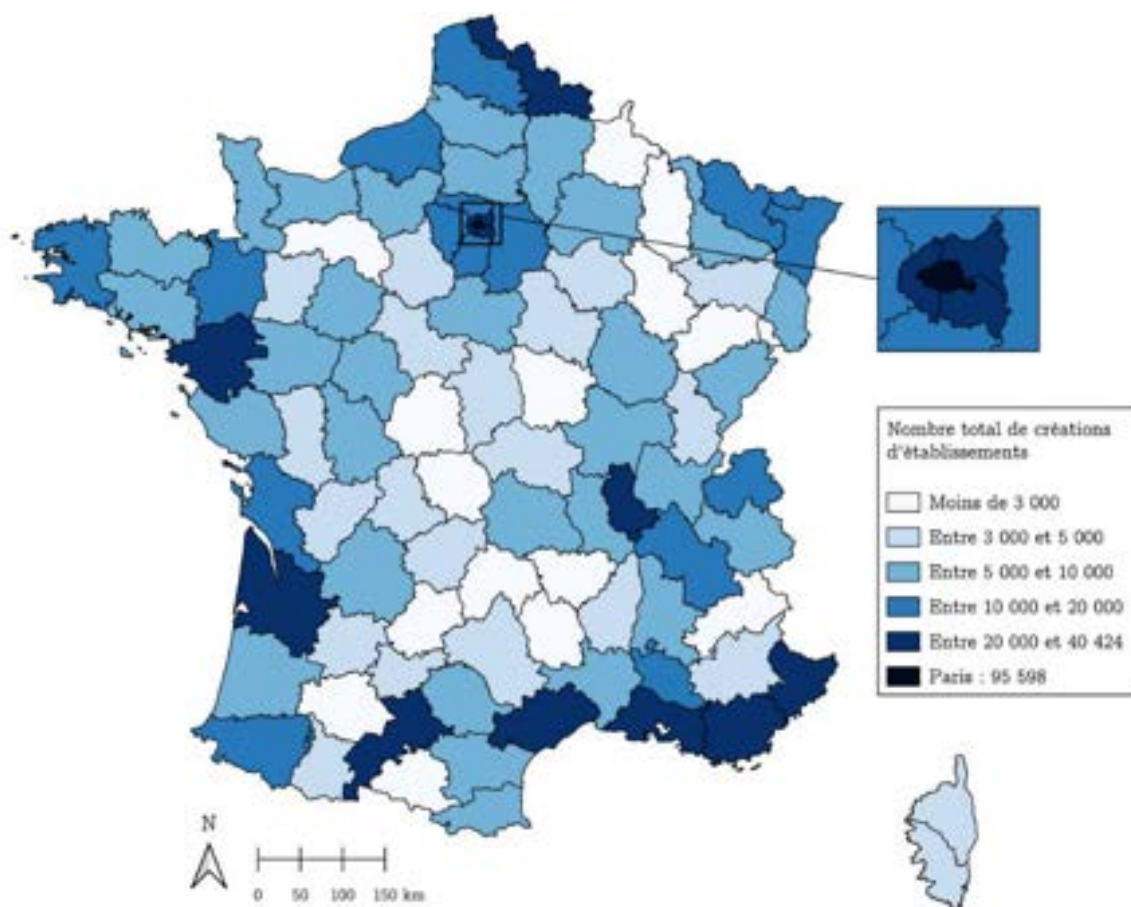 Nombre total de créations
d'établissements
Moins de 3 000
Entre 3 000 et 5 000
Entre 5 000 et 10 000
Entre 10 000 et 20 000
Entre 20 000 et 40 424
Paris : 95 598
N
0 50 100 150 km